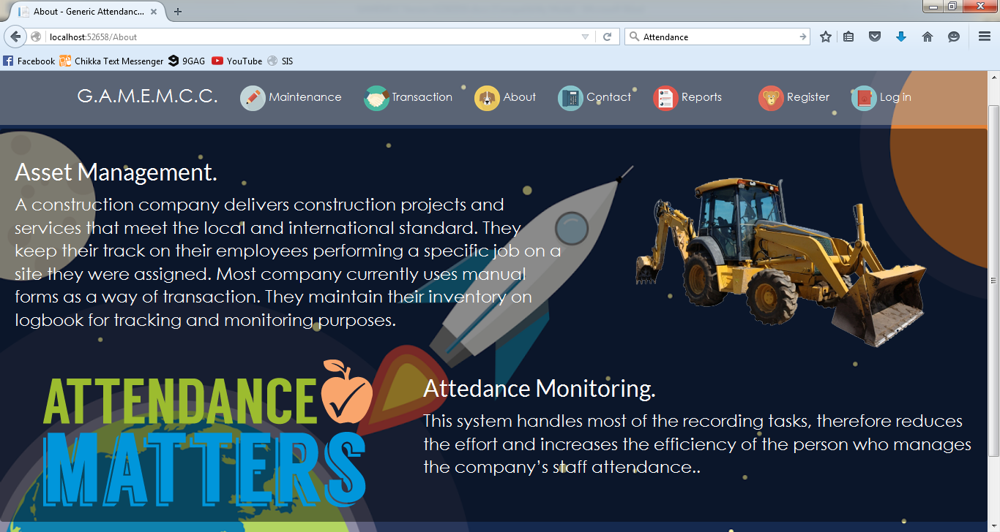 About - Generic Attendanc...
localhost:52658/About
Attendance
Facebook Chikka Text Messenger 9GAG YouTube SIS
G.A.M.E.M.C.C. Maintenance Transaction About Contact Reports Register Log in
Asset Management.
A construction company delivers construction projects and
services that meet the local and international standard. They
keep their track on their employees performing a specific job on a
site they were assigned. Most company currently uses manual
forms as a way of transaction. They maintain their inventory on
logbook for tracking and monitoring purposes.
ATTENDANCE
MATTERS
Attedance Monitoring.
This system handles most of the recording tasks, therefore reduces
the effort and increases the efficiency of the person who manages
the company's staff attendance..